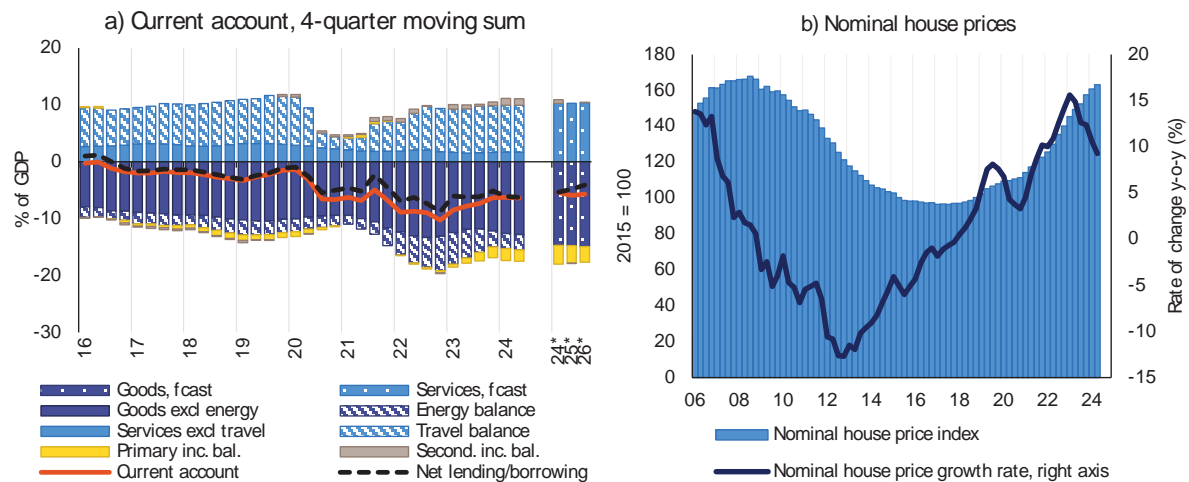 a) Current account, 4-quarter moving sum
20
10
0
-10
-20
-30
% of GDP
16
17
18
19
20
21
22
23
24
24*
25*
26*
Goods, fcast
Services, fcast
Goods excl energy
Energy balance
Services excl travel
Travel balance
Primary inc. bal.
Second. inc. bal.
Current account
Net lending/borrowing
b) Nominal house prices
180
160
140
120
100
80
60
40
20
0
2015 = 100
20
15
10
5
0
-5
-10
-15
Rate of change y-o-y (%)
06 08 10 12 14 16 18 20 22 24
Nominal house price index
Nominal house price growth rate, right axis